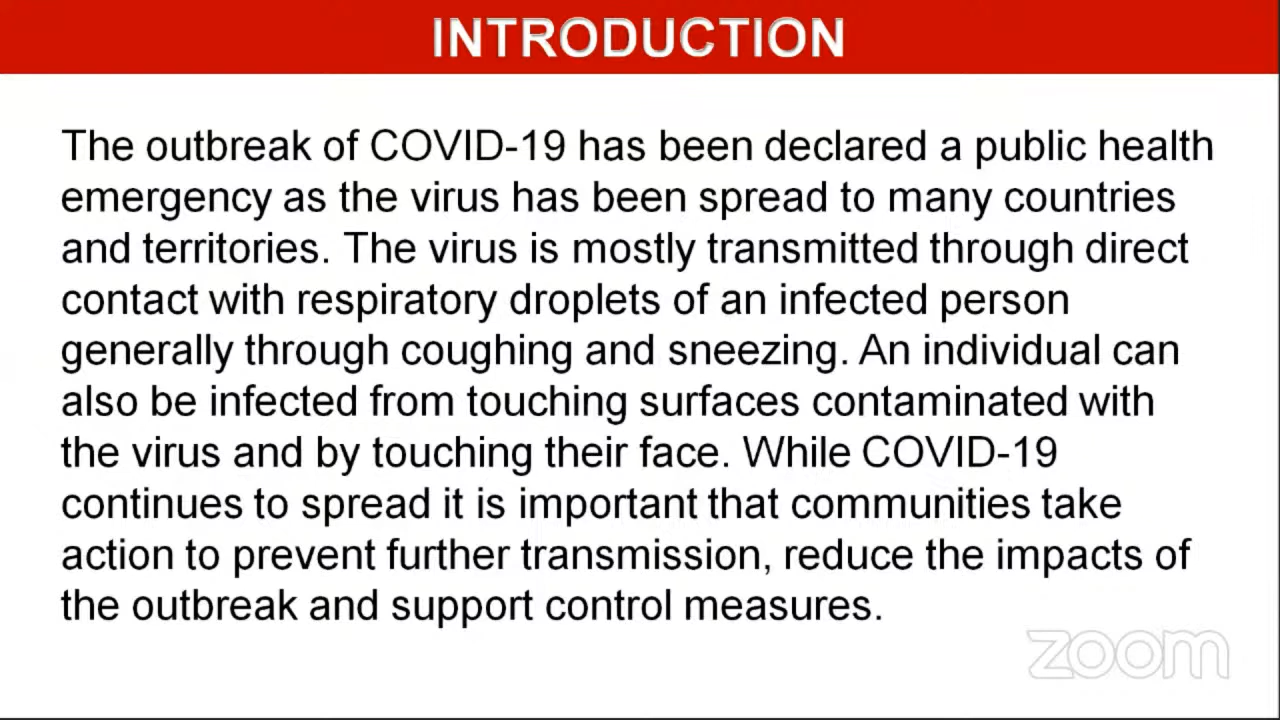 INTRODUCTION
The outbreak of COVID-19 has been declared a public health
emergency as the virus has been spread to many countries
and territories. The virus is mostly transmitted through direct
contact with respiratory droplets of an infected person
generally through coughing and sneezing. An individual can
also be infected from touching surfaces contaminated with
the virus and by touching their face. While COVID-19
continues to spread it is important that communities take
action to prevent further transmission, reduce the impacts of
the outbreak and support control measures.
zoom